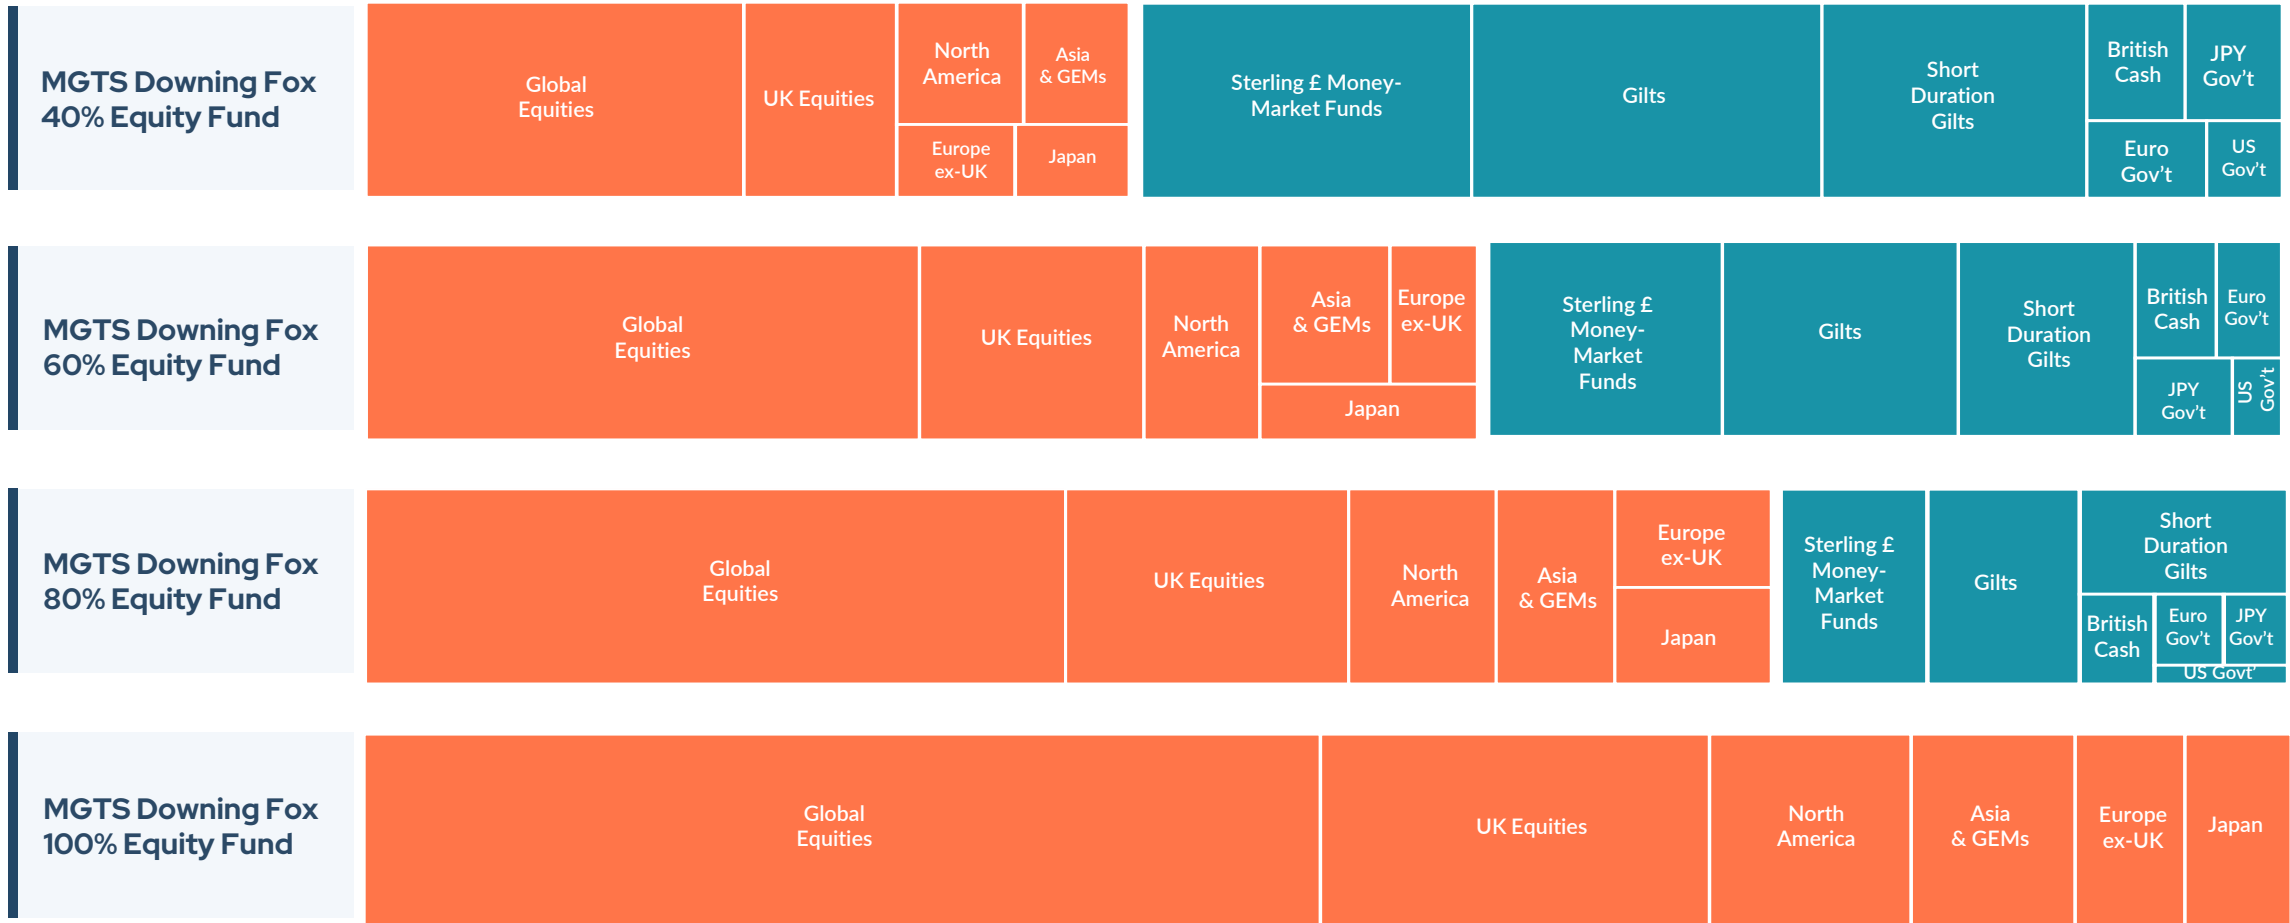 MGTS Downing Fox
40% Equity Fund
Global
Equities
UK Equities
North
America
Asia
& GEMs
Europe
ex-UK
Japan
Sterling £ Money-
Market Funds
Gilts
Short
Duration
Gilts
British
Cash
JPY
Gov't
Euro
Gov't
US
Gov't
MGTS Downing Fox
60% Equity Fund
Global
Equities
UK Equities
North
America
Asia
& GEMs
Europe
ex-UK
Japan
Sterling £
Money-
Market
Funds
Gilts
Short
Duration
Gilts
British
Cash
Euro
Gov't
JPY
Gov't
US
Gov't
MGTS Downing Fox
80% Equity Fund
Global
Equities
UK Equities
North
America
Asia
& GEMs
Europe
ex-UK
Japan
Sterling £
Money-
Market
Funds
Gilts
Short
Duration
Gilts
British
Cash
Euro
Gov't
JPY
Gov't
US Govt'
MGTS Downing Fox
100% Equity Fund
Global
Equities
UK Equities
North
America
Asia
& GEMs
Europe
ex-UK
Japan